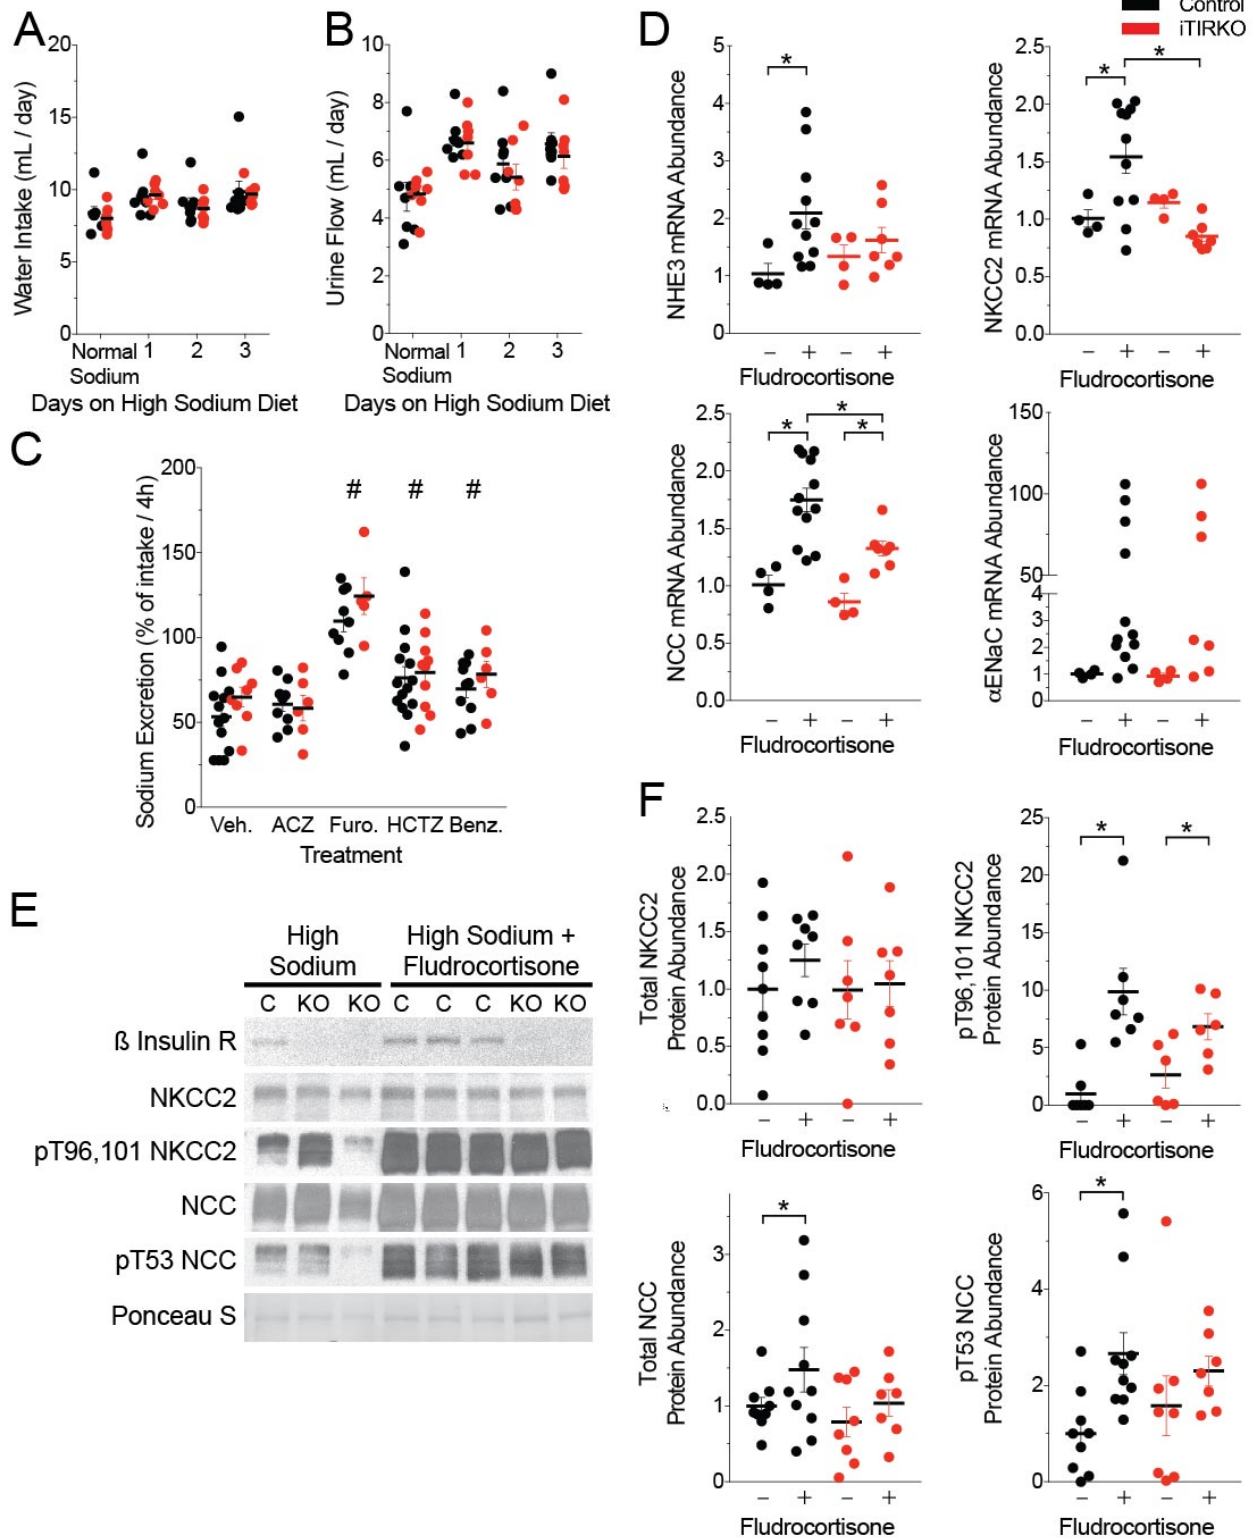 A
Water Intake (mL / day)
20
15
10
5
0
Normal 1 2 3
Sodium
Days on High Sodium Diet
B
Urine Flow (mL / day)
10
8
6
4
2
0
Normal 1 2 3
Sodium
Days on High Sodium Diet
C
Sodium Excretion (% of intake / 4h)
200
150
100
50
0
# # #
Veh. ACZ Furo. HCTZ Benz.
Treatment
D
Control
iTIRKO
NHE3 mRNA Abundance
5
4
3
2
1
0
*
− + − +
Fludrocortisone
NKCC2 mRNA Abundance
2.5
2.0
1.5
1.0
0.5
0.0
* *
− + − +
Fludrocortisone
NCC mRNA Abundance
2.5
2.0
1.5
1.0
0.5
0.0
* * *
− + − +
Fludrocortisone
αENaC mRNA Abundance
150
100
50
4
3
2
1
0
− + − +
Fludrocortisone
E
High
Sodium
High Sodium +
Fludrocortisone
C KO KO C C C KO KO
ß Insulin R
NKCC2
pT96,101 NKCC2
NCC
pT53 NCC
Ponceau S
F
Total NKCC2
Protein Abundance
2.5
2.0
1.5
1.0
0.5
0.0
− + − +
Fludrocortisone
pT96,101 NKCC2
Protein Abundance
25
20
15
10
5
0
* *
− + − +
Fludrocortisone
Total NCC
Protein Abundance
3
2
1
0
*
− + − +
Fludrocortisone
pT53 NCC
Protein Abundance
6
4
2
0
*
− + − +
Fludrocortisone